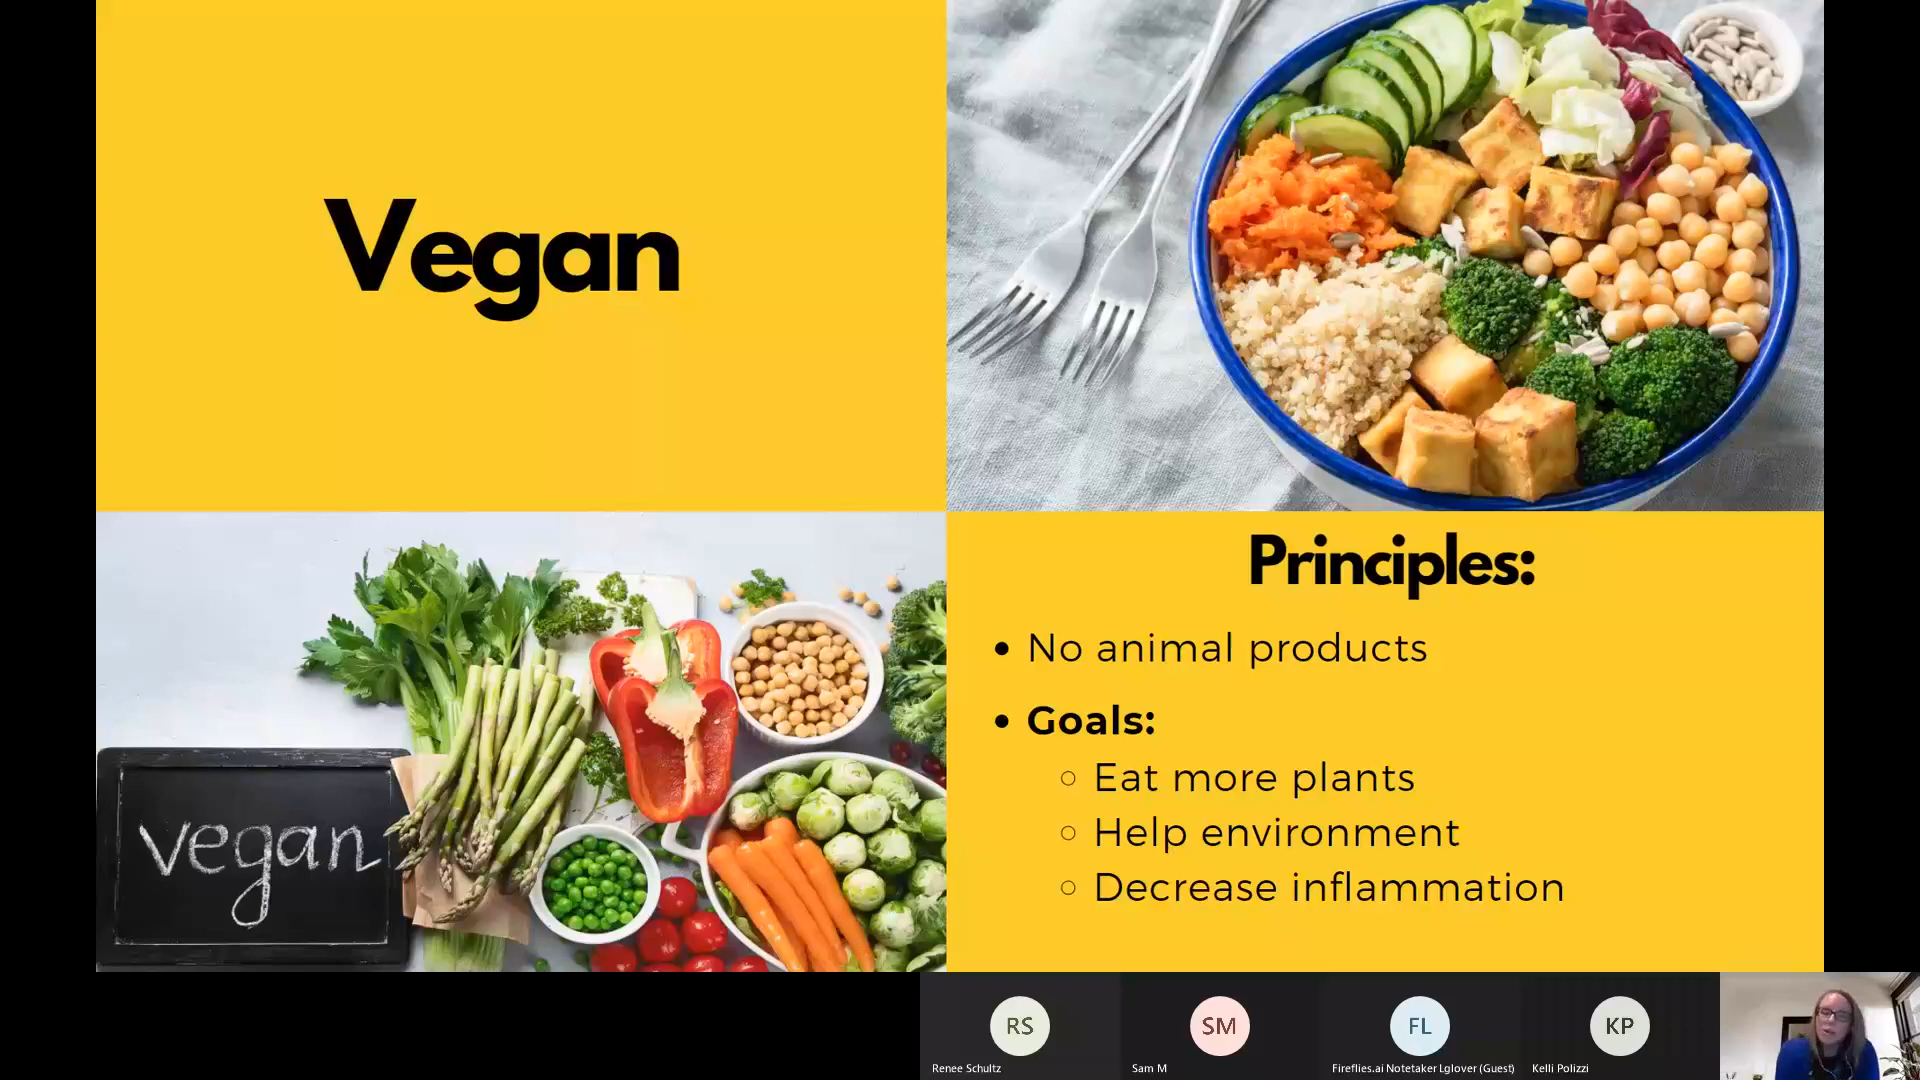 Vegan
vegan
Principles:
• No animal products
• Goals:
○ Eat more plants
○ Help environment
○ Decrease inflammation
RS
SM
FL
KP
Renee Schultz
Sam M
Fireflies.ai Notetaker Lglover (Guest)
Kelli Polizzi